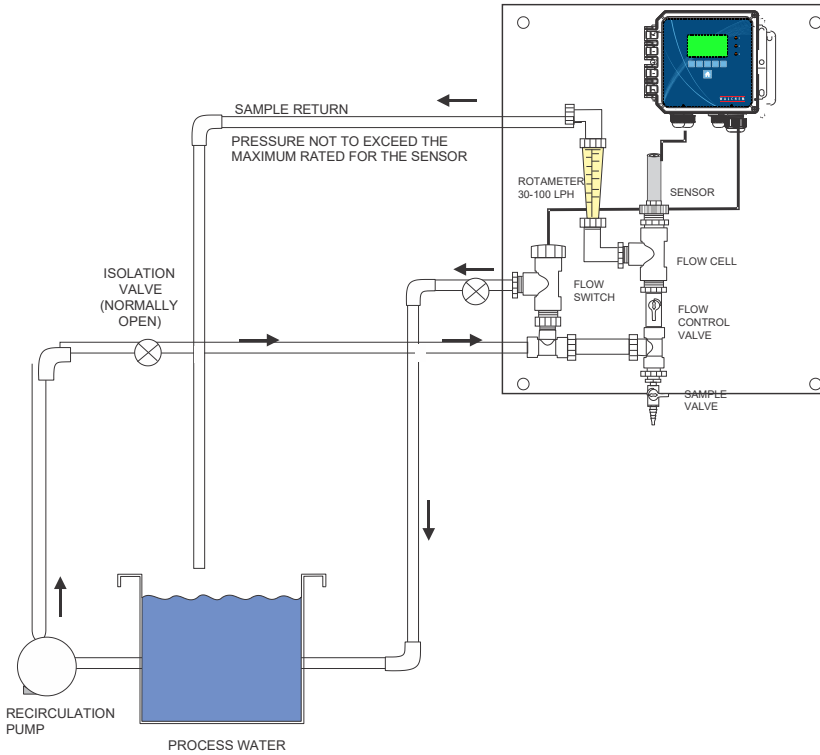 SAMPLE RETURN
PRESSURE NOT TO EXCEED THE
MAXIMUM RATED FOR THE SENSOR
ROTAMETER
30-100 LPH
SENSOR
ISOLATION
VALVE
(NORMALLY
OPEN)
FLOW
SWITCH
FLOW CELL
FLOW
CONTROL
VALVE
SAMPLE
VALVE
RECIRCULATION
PUMP
PROCESS WATER